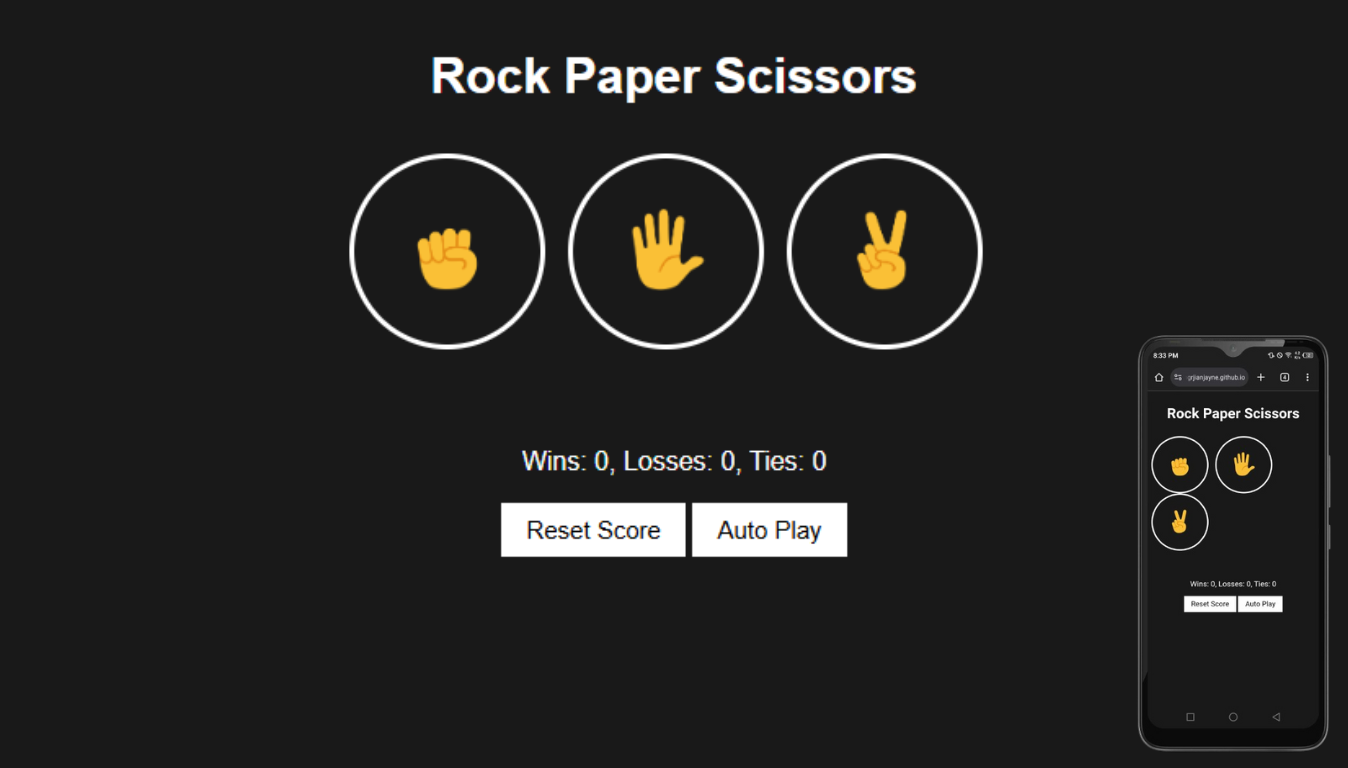 Rock Paper Scissors
Wins: 0, Losses: 0, Ties: 0
Reset Score Auto Play
8:33 PM
grjianjayne.github.io
Rock Paper Scissors
Wins: 0, Losses: 0, Ties: 0
Reset Score Auto Play